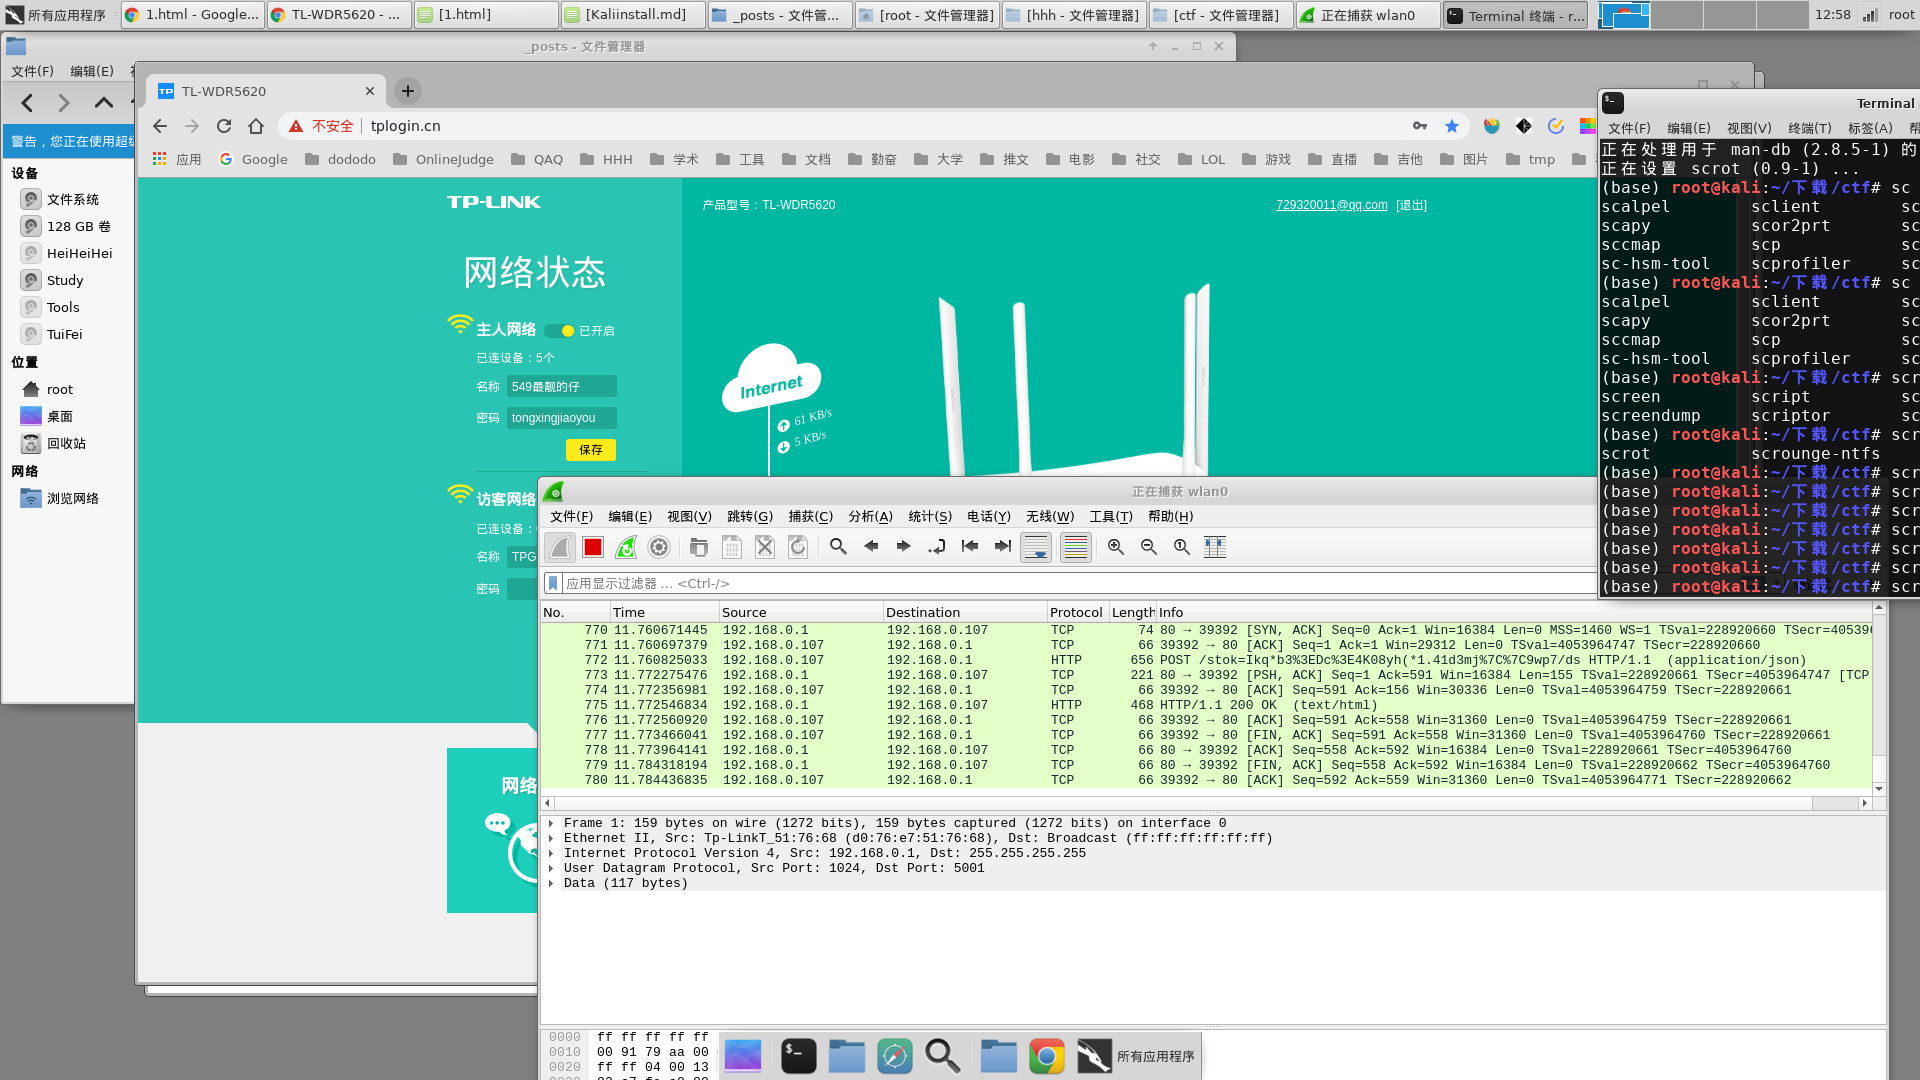 所有应用程序
1.html - Google...
TL-WDR5620 - ...
[1.html]
[Kaliinstall.md]
_posts - 文件管...
[root - 文件管理器]
[hhh - 文件管理器]
[ctf - 文件管理器]
正在捕获 wlan0
Terminal 终端 - r...
12:58
root
_posts - 文件管理器
文件(F) 编辑(E)
警告，您正在使用超级
设备
文件系统
128 GB 卷
HeiHeiHei
Study
Tools
TuiFei
位置
root
桌面
回收站
网络
浏览网络
TL-WDR5620
不安全 tplogin.cn
应用 Google dododo OnlineJudge QAQ HHH 学术 工具 文档 勤奋 大学 推文 电影 社交 LOL 游戏 直播 吉他 图片 tmp
TP-LINK
产品型号：TL-WDR5620
729320011@qq.com [退出]
网络状态
主人网络 已开启
已连设备：5个
名称 549最靓的仔
密码 tongxingjiaoyou
保存
访客网络
已连设备：
名称 TPG
密码
Internet
61 KB/s
5 KB/s
网络
Terminal
文件(F) 编辑(E) 视图(V) 终端(T) 标签(A) 帮
正在处理用于 man-db (2.8.5-1) 的
正在设置 scrot (0.9-1) ...
(base) root@kali:~/下载/ctf# sc
scalpel sclient sc
scapy scor2prt sc
sccmap scp sc
sc-hsm-tool scprofiler sc
(base) root@kali:~/下载/ctf# sc
scalpel sclient sc
scapy scor2prt sc
sccmap scp sc
sc-hsm-tool scprofiler sc
(base) root@kali:~/下载/ctf# scr
screen script sc
screendump scriptor sc
(base) root@kali:~/下载/ctf# scr
scrot scrounge-ntfs
(base) root@kali:~/下载/ctf# scr
(base) root@kali:~/下载/ctf# scr
(base) root@kali:~/下载/ctf# scr
(base) root@kali:~/下载/ctf# scr
(base) root@kali:~/下载/ctf# scr
(base) root@kali:~/下载/ctf# scr
(base) root@kali:~/下载/ctf# scr
正在捕获 wlan0
文件(F) 编辑(E) 视图(V) 跳转(G) 捕获(C) 分析(A) 统计(S) 电话(Y) 无线(W) 工具(T) 帮助(H)
应用显示过滤器 … <Ctrl-/>
No. Time Source Destination Protocol Length Info
770 11.760671445 192.168.0.1 192.168.0.107 TCP 74 80 → 39392 [SYN, ACK] Seq=0 Ack=1 Win=16384 Len=0 MSS=1460 WS=1 TSval=228920660 TSecr=40539
771 11.760697379 192.168.0.107 192.168.0.1 TCP 66 39392 → 80 [ACK] Seq=1 Ack=1 Win=29312 Len=0 TSval=4053964747 TSecr=228920660
772 11.760825033 192.168.0.107 192.168.0.1 HTTP 656 POST /stok=Ikq*b3%3EDc%3E4K08yh(*1.41d3mj%7C%7C9wp7/ds HTTP/1.1 (application/json)
773 11.772275476 192.168.0.1 192.168.0.107 TCP 221 80 → 39392 [PSH, ACK] Seq=1 Ack=591 Win=16384 Len=155 TSval=228920661 TSecr=4053964747 [TCP
774 11.772356981 192.168.0.107 192.168.0.1 TCP 66 39392 → 80 [ACK] Seq=591 Ack=156 Win=30336 Len=0 TSval=4053964759 TSecr=228920661
775 11.772546834 192.168.0.1 192.168.0.107 HTTP 468 HTTP/1.1 200 OK (text/html)
776 11.772560920 192.168.0.107 192.168.0.1 TCP 66 39392 → 80 [ACK] Seq=591 Ack=558 Win=31360 Len=0 TSval=4053964759 TSecr=228920661
777 11.773466041 192.168.0.107 192.168.0.1 TCP 66 39392 → 80 [FIN, ACK] Seq=591 Ack=558 Win=31360 Len=0 TSval=4053964760 TSecr=228920661
778 11.773964141 192.168.0.1 192.168.0.107 TCP 66 80 → 39392 [ACK] Seq=558 Ack=592 Win=16384 Len=0 TSval=228920661 TSecr=4053964760
779 11.784318194 192.168.0.1 192.168.0.107 TCP 66 80 → 39392 [FIN, ACK] Seq=558 Ack=592 Win=16384 Len=0 TSval=228920662 TSecr=4053964760
780 11.784436835 192.168.0.107 192.168.0.1 TCP 66 39392 → 80 [ACK] Seq=592 Ack=559 Win=31360 Len=0 TSval=4053964771 TSecr=228920662
Frame 1: 159 bytes on wire (1272 bits), 159 bytes captured (1272 bits) on interface 0
Ethernet II, Src: Tp-LinkT_51:76:68 (d0:76:e7:51:76:68), Dst: Broadcast (ff:ff:ff:ff:ff:ff)
Internet Protocol Version 4, Src: 192.168.0.1, Dst: 255.255.255.255
User Datagram Protocol, Src Port: 1024, Dst Port: 5001
Data (117 bytes)
0000 ff ff ff ff ff
0010 00 91 79 aa 00
0020 ff ff 04 00 13
所有应用程序